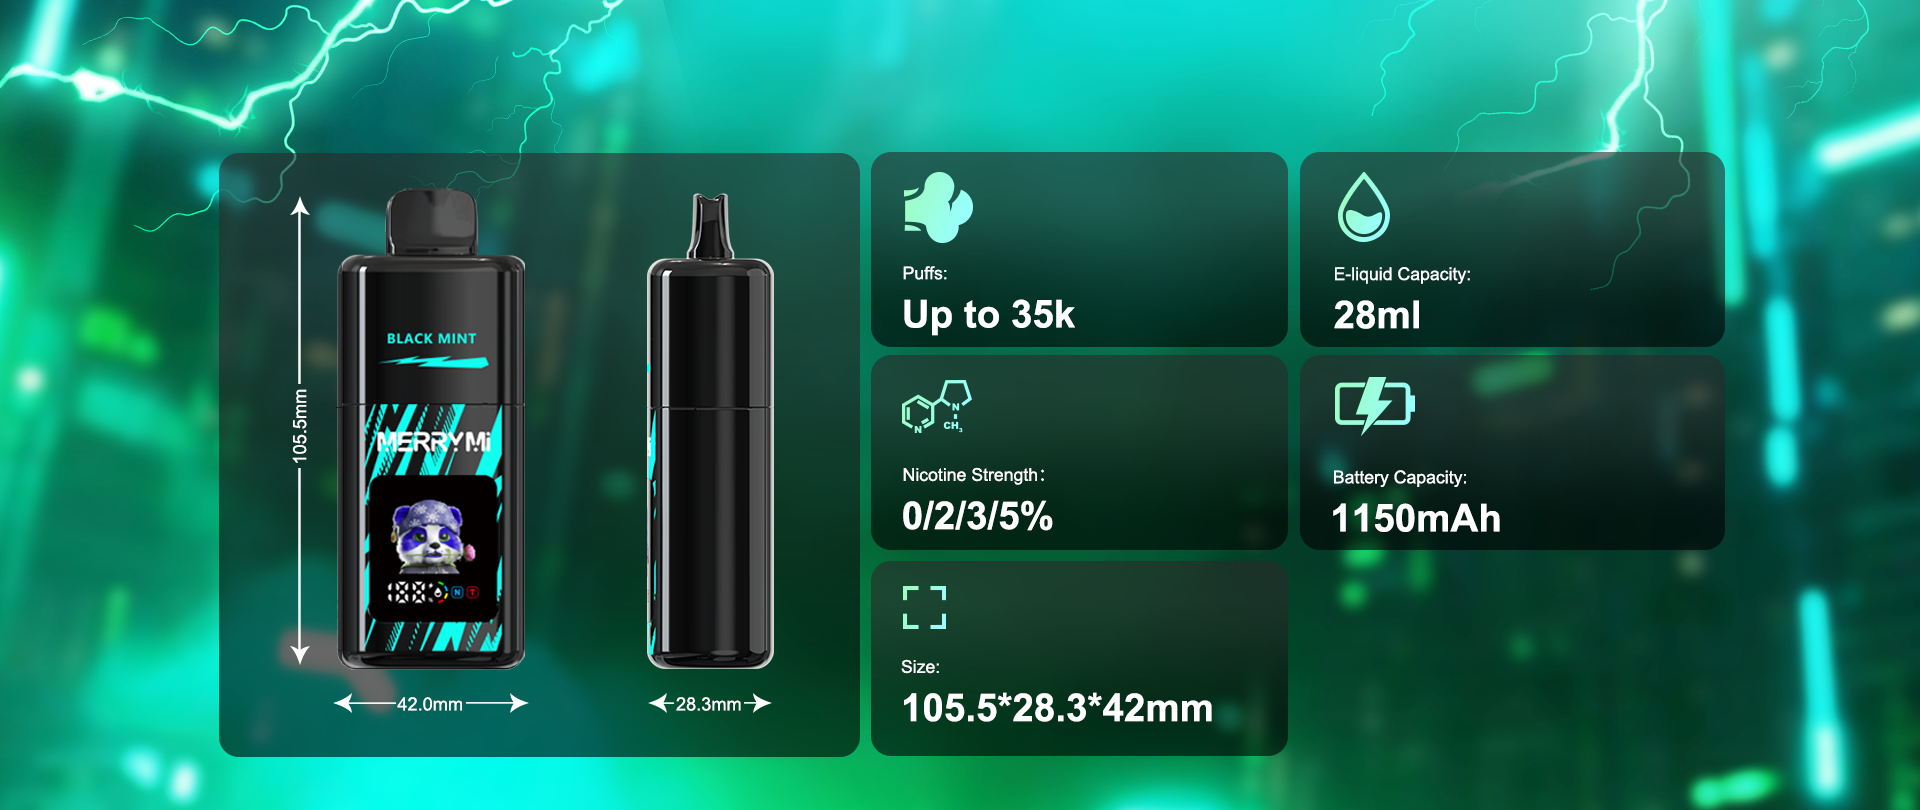 BLACK MINT
MERRYMi
N T
105.5mm
42.0mm
28.3mm
Puffs:
Up to 35k
E-liquid Capacity:
28ml
N
N
CH3
Nicotine Strength:
0/2/3/5%
Battery Capacity:
1150mAh
Size:
105.5*28.3*42mm